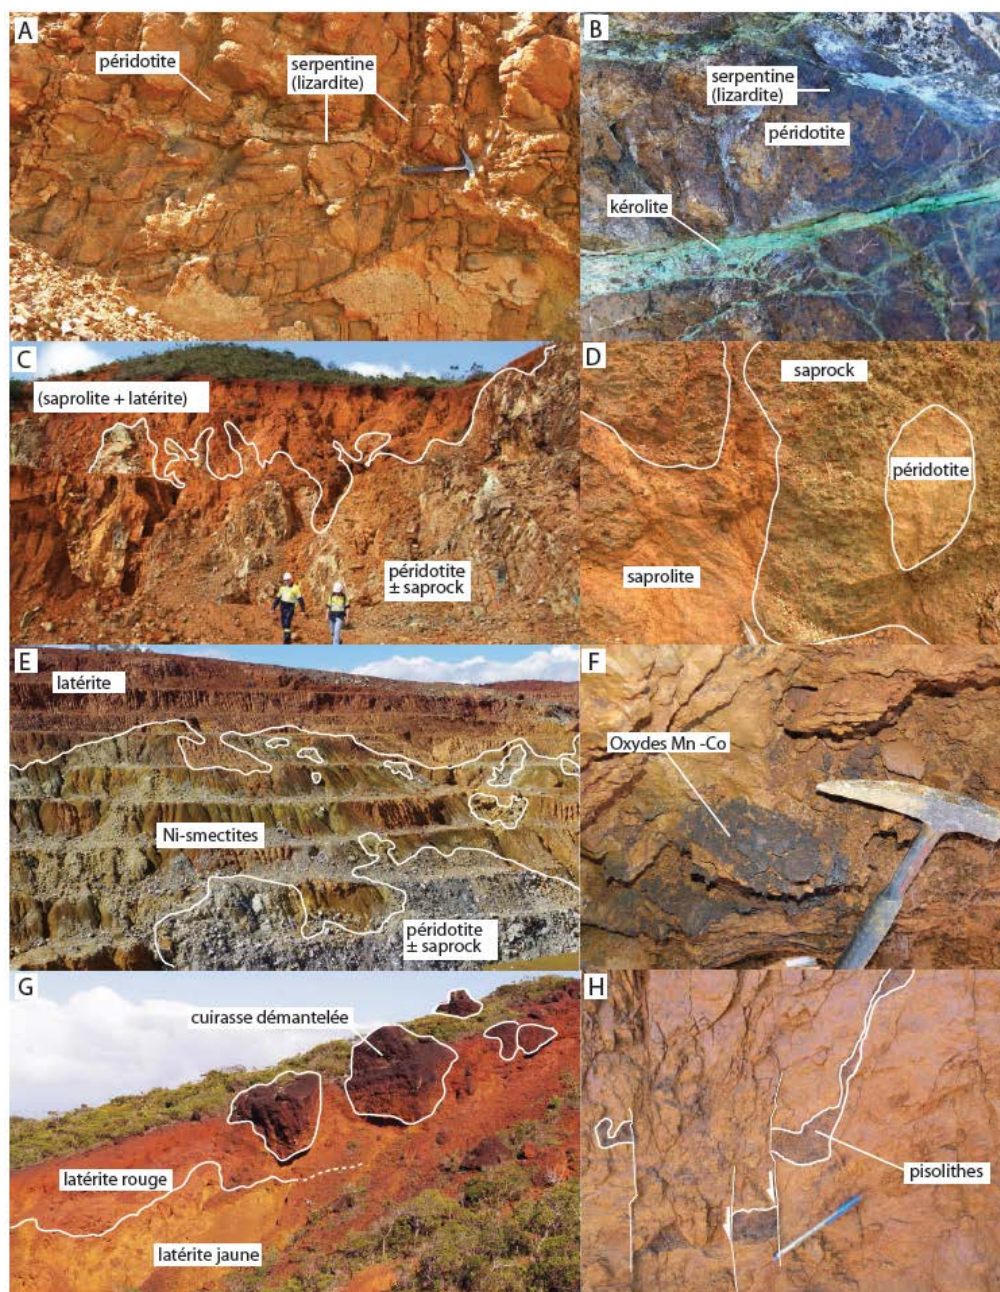 A
péridotite
serpentine
(lizardite)
B
serpentine
(lizardite)
péridotite
kérolite
C
(saprolite + latérite)
péridotite
± saprock
D
saprock
péridotite
saprolite
E
latérite
Ni-smectites
péridotite
± saprock
F
Oxydes Mn -Co
G
cuirasse démantelée
latérite rouge
latérite jaune
H
pisolithes